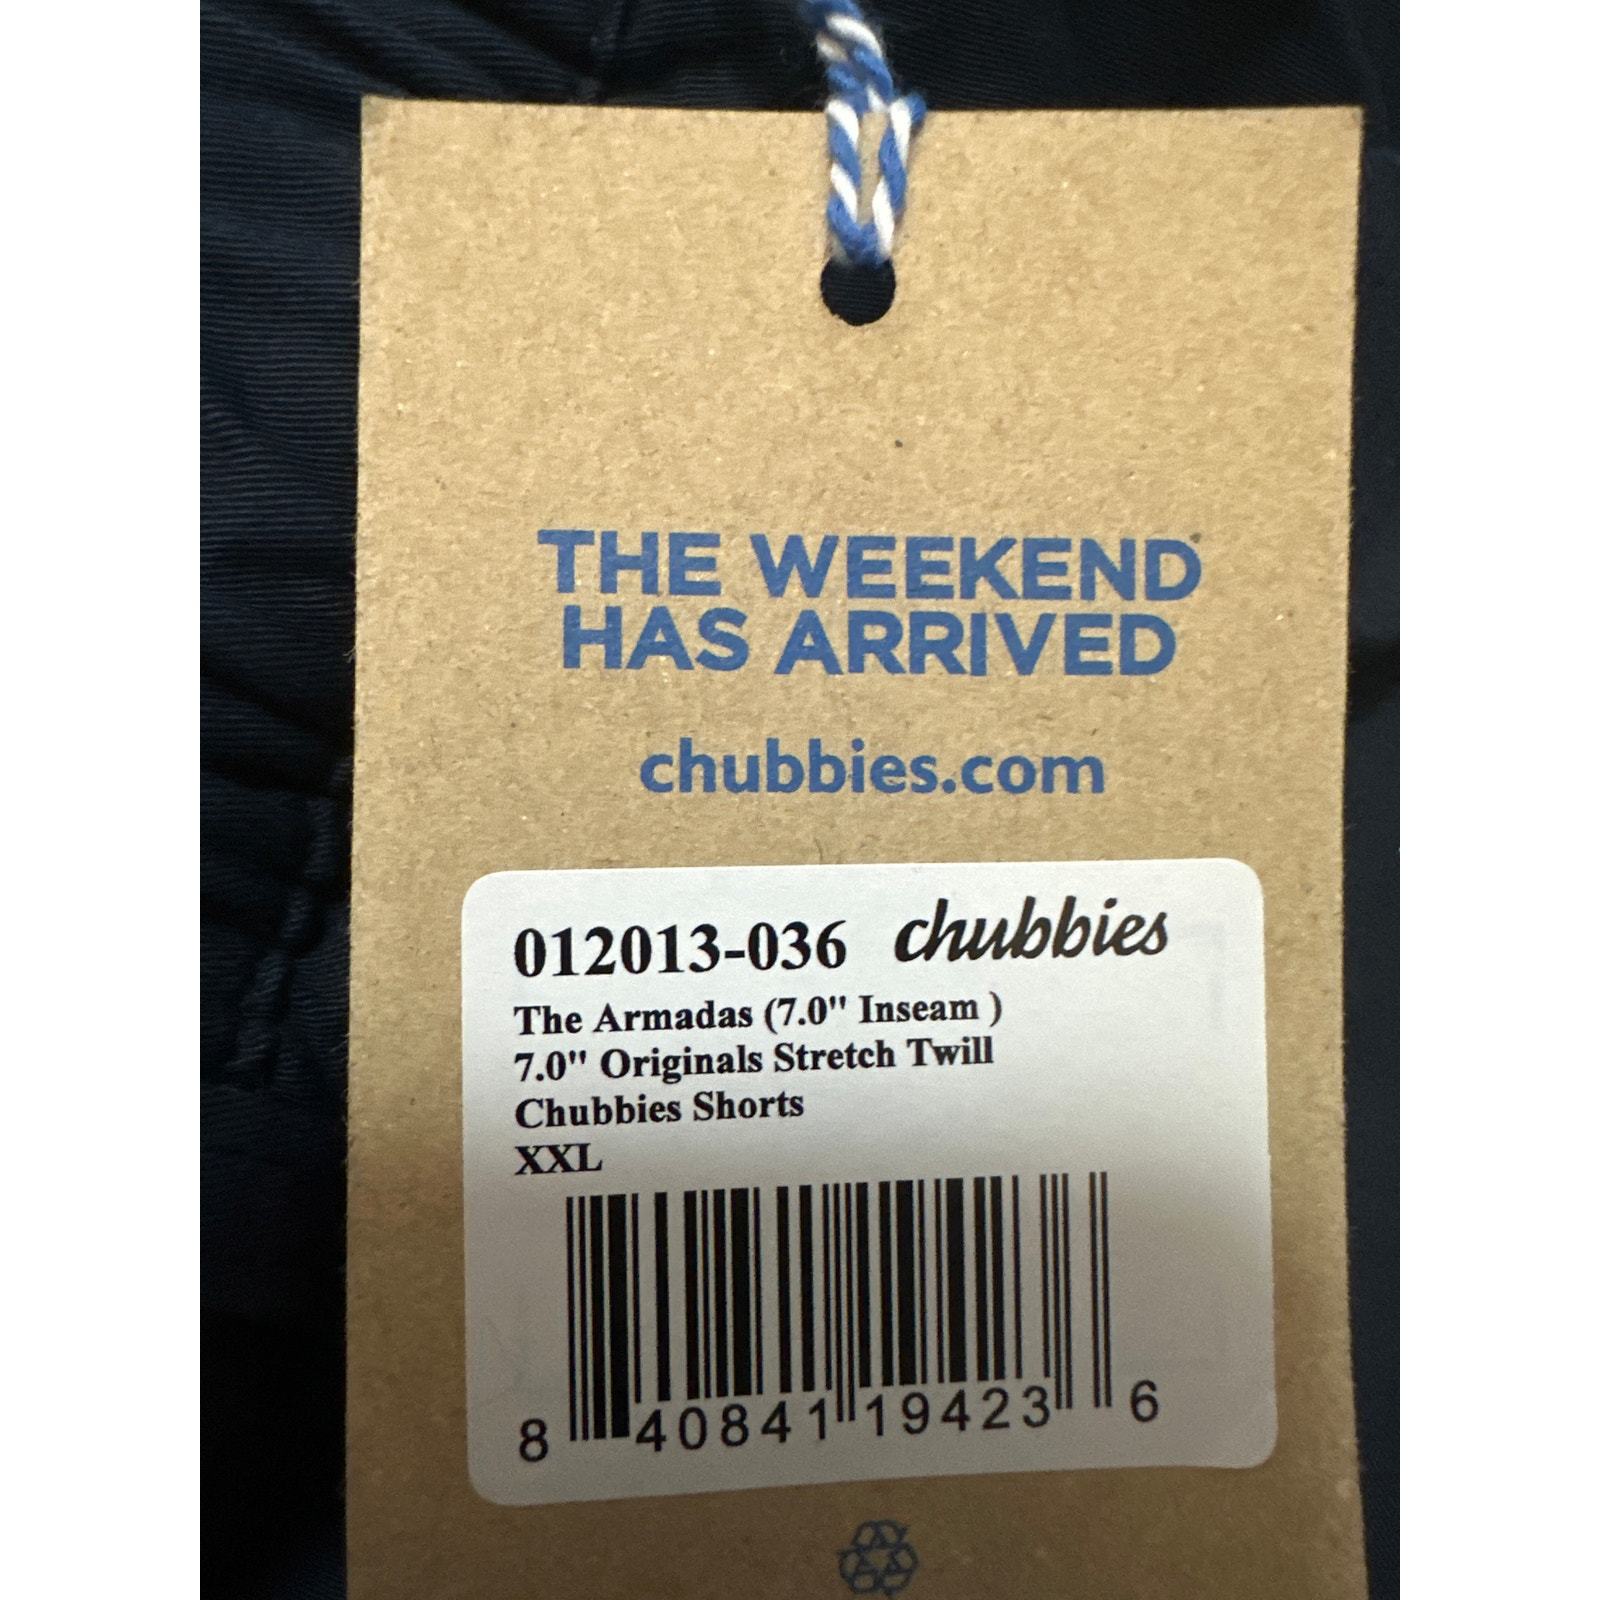 THE WEEKEND
HAS ARRIVED
chubbies.com
012013-036 chubbies
The Armadas (7.0" Inseam )
7.0" Originals Stretch Twill
Chubbies Shorts
XXL
8 40841 19423 6